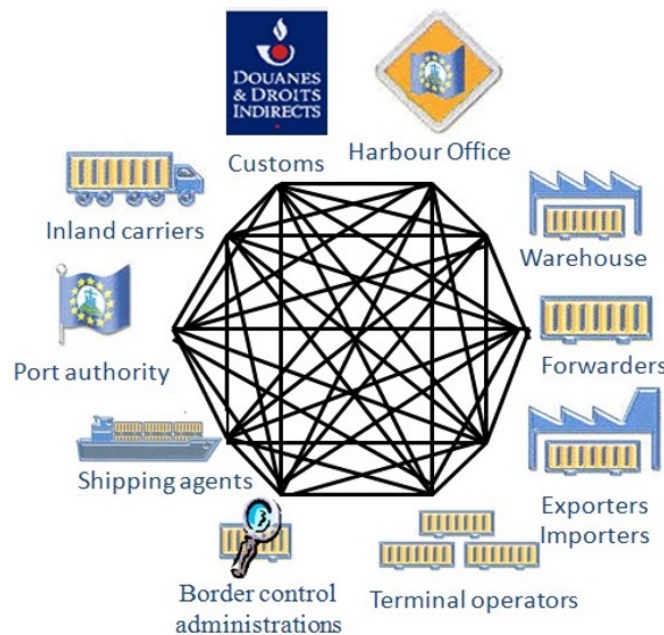 DOUANES
& DROITS
INDIRECTS
Customs
Harbour Office
Inland carriers
Warehouse
Port authority
Forwarders
Shipping agents
Exporters
Importers
Border control
administrations
Terminal operators